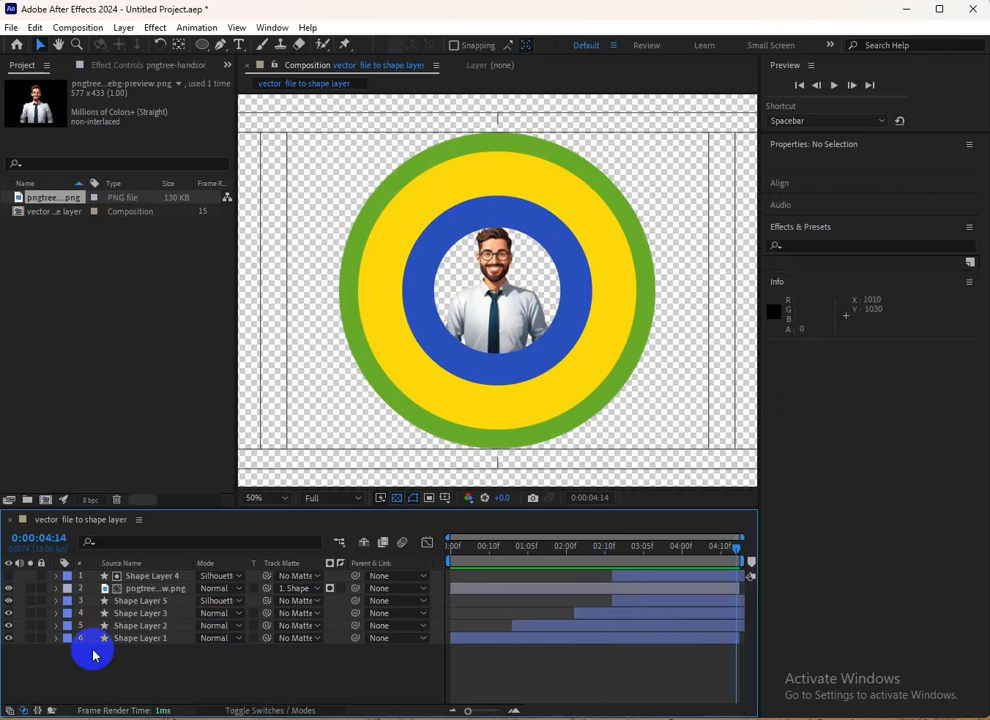 Adobe After Effects 2024 - Untitled Project.aep *
File Edit Composition Layer Effect Animation View Window Help
Snapping Default Review Learn Small Screen Search Help
Project Effect Controls pngtree-handsor Composition vector file to shape layer Layer (none) Preview
vector file to shape layer
pngtree...ebg-preview.png , used 1 time
577 x 433 (1.00)
Millions of Colors+ (Straight)
non-interlaced
Shortcut
Spacebar
Properties: No Selection
Align
Audio
Effects & Presets
Info
R :
G :
B :
A : 0
X : 1010
Y : 1030
Name Type Size Frame R...
pngtree....png PNG file 130 KB
vector ...e layer Composition 15
8 bpc
50% Full +0.0 0:00:04:14
vector file to shape layer
0:00:04:14
00074 (15.00 fps)
:00f 00:10f 01:05f 02:00f 02:10f 03:05f 04:00f 04:10f
# Source Name Mode T Track Matte Parent & Link
1 Shape Layer 4 Silhouett No Matte None
2 pngtree...w.png Normal 1. Shape None
3 Shape Layer 5 Silhouett No Matte None
4 Shape Layer 3 Normal No Matte None
5 Shape Layer 2 Normal No Matte None
6 Shape Layer 1 Normal No Matte None
Frame Render Time: 1ms Toggle Switches / Modes
Activate Windows
Go to Settings to activate Windows.